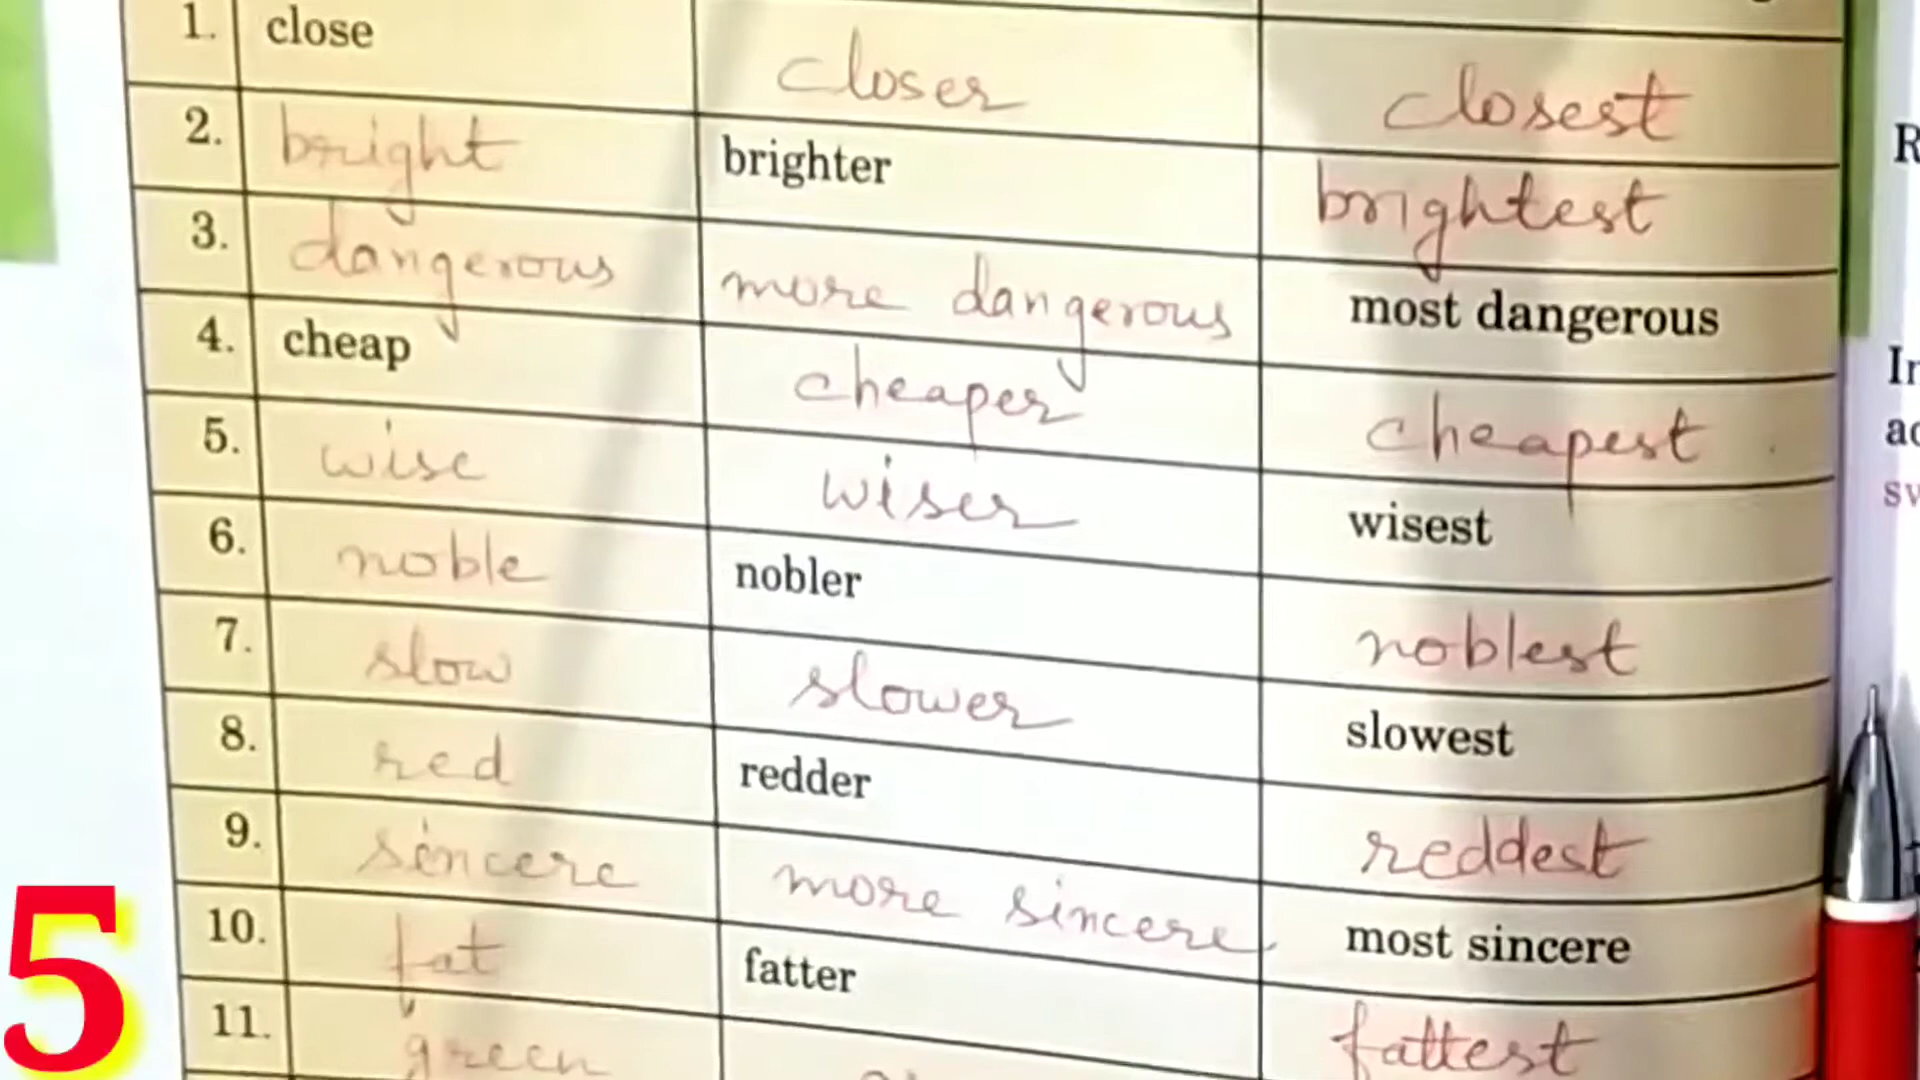 1. close closer closest
2. bright brighter brightest
3. dangerous more dangerous most dangerous
4. cheap cheaper cheapest
5. wise wiser wisest
6. noble nobler noblest
7. slow slower slowest
8. red redder reddest
9. sincere more sincere most sincere
10. fat fatter fattest
11. green
5
R